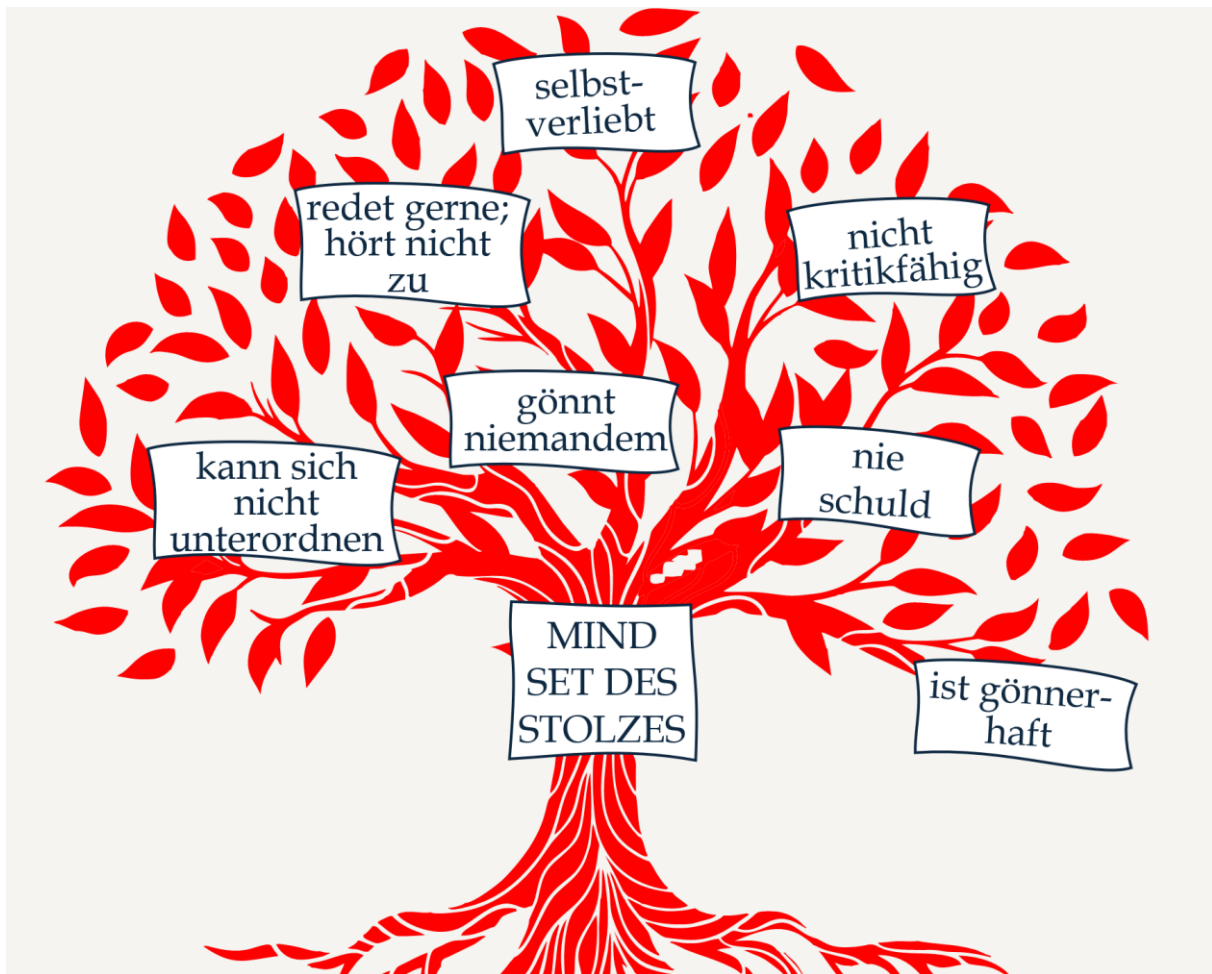 selbst-
verliebt
redet gerne;
hört nicht
zu
nicht
kritikfähig
gönnt
niemandem
kann sich
nicht
unterordnen
nie
schuld
MIND
SET DES
STOLZES
ist gönner-
haft